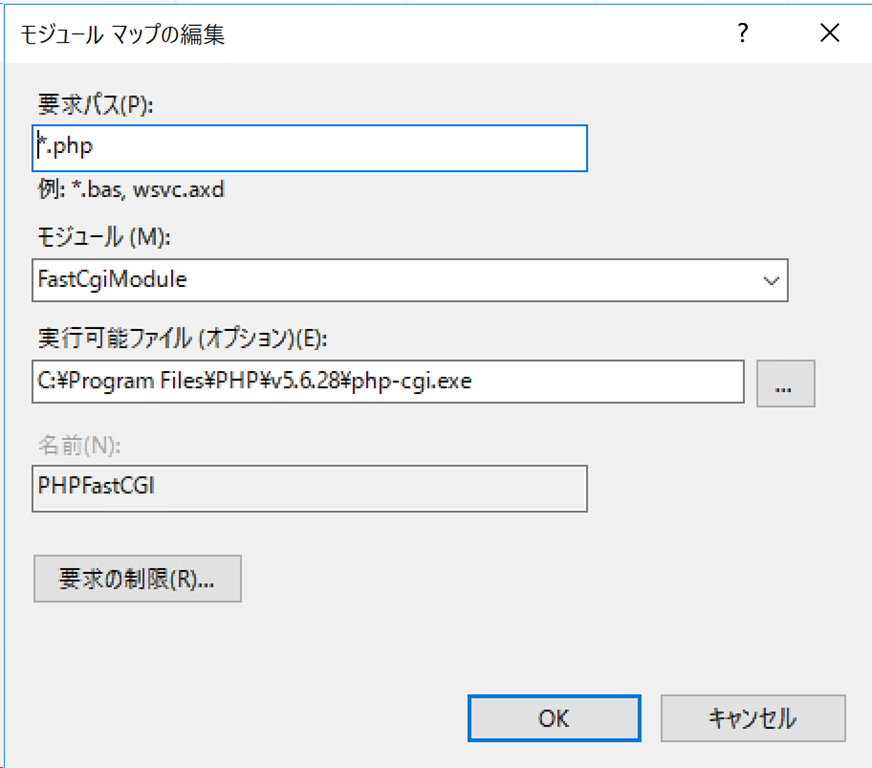 モジュール マップの編集
?
要求パス(P):
*.php
例: *.bas, wsvc.axd
モジュール (M):
FastCgiModule
実行可能ファイル (オプション)(E):
C:¥Program Files¥PHP¥v5.6.28¥php-cgi.exe
...
名前(N):
PHPFastCGI
要求の制限(R)...
OK
キャンセル